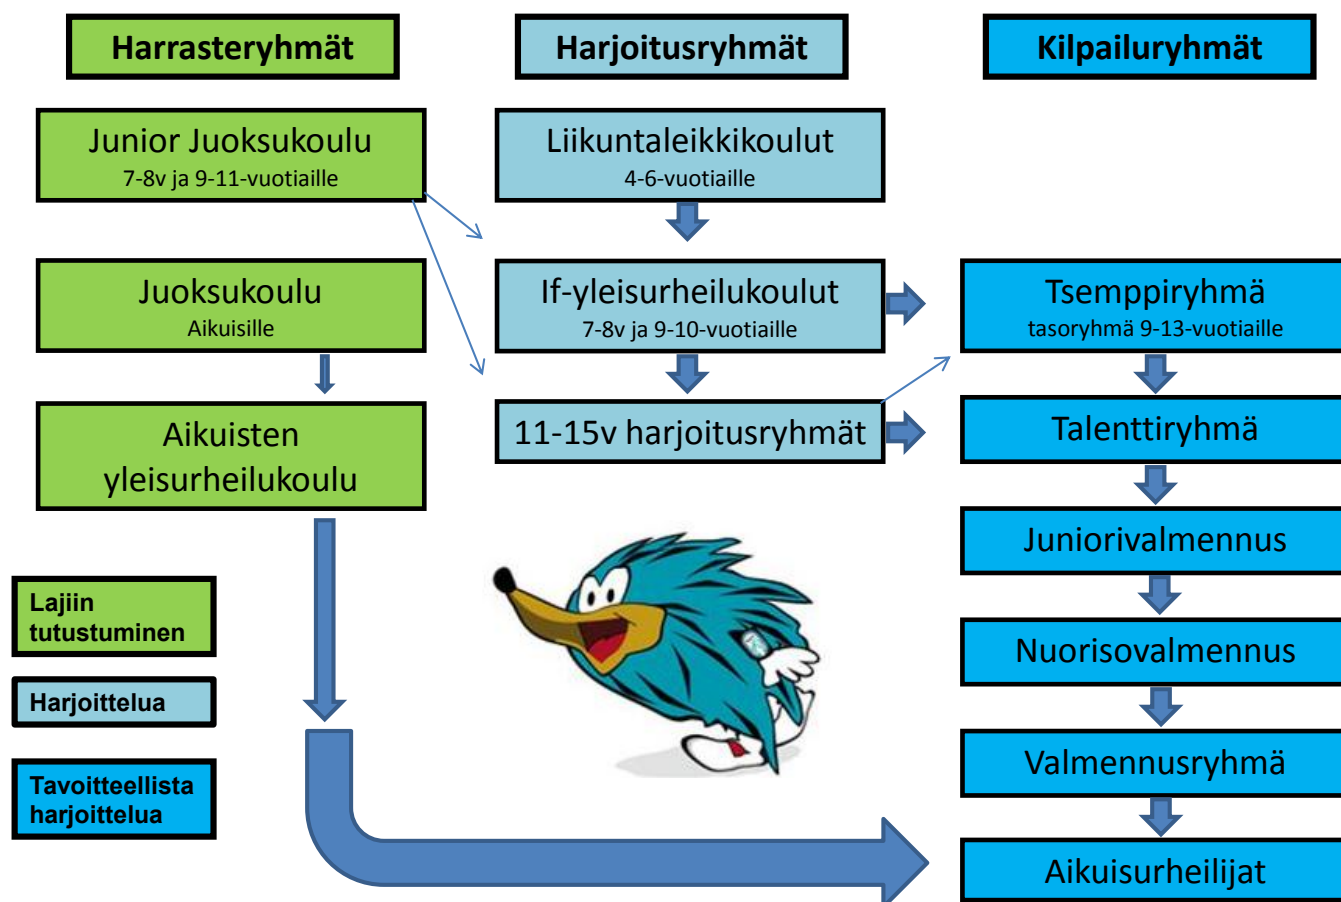 Harrasteryhmät
Harjoitusryhmät
Kilpailuryhmät
Junior Juoksukoulu
7-8v ja 9-11-vuotiaille
Liikuntaleikkikoulut
4-6-vuotiaille
Juoksukoulu
Aikuisille
If-yleisurheilukoulut
7-8v ja 9-10-vuotiaille
Tsemppiryhmä
tasoryhmä 9-13-vuotiaille
Aikuisten
yleisurheilukoulu
11-15v harjoitusryhmät
Talenttiryhmä
Juniorivalmennus
Nuorisovalmennus
Valmennusryhmä
Aikuisurheilijat
Lajiin
tutustuminen
Harjoittelua
Tavoitteellista
harjoittelua